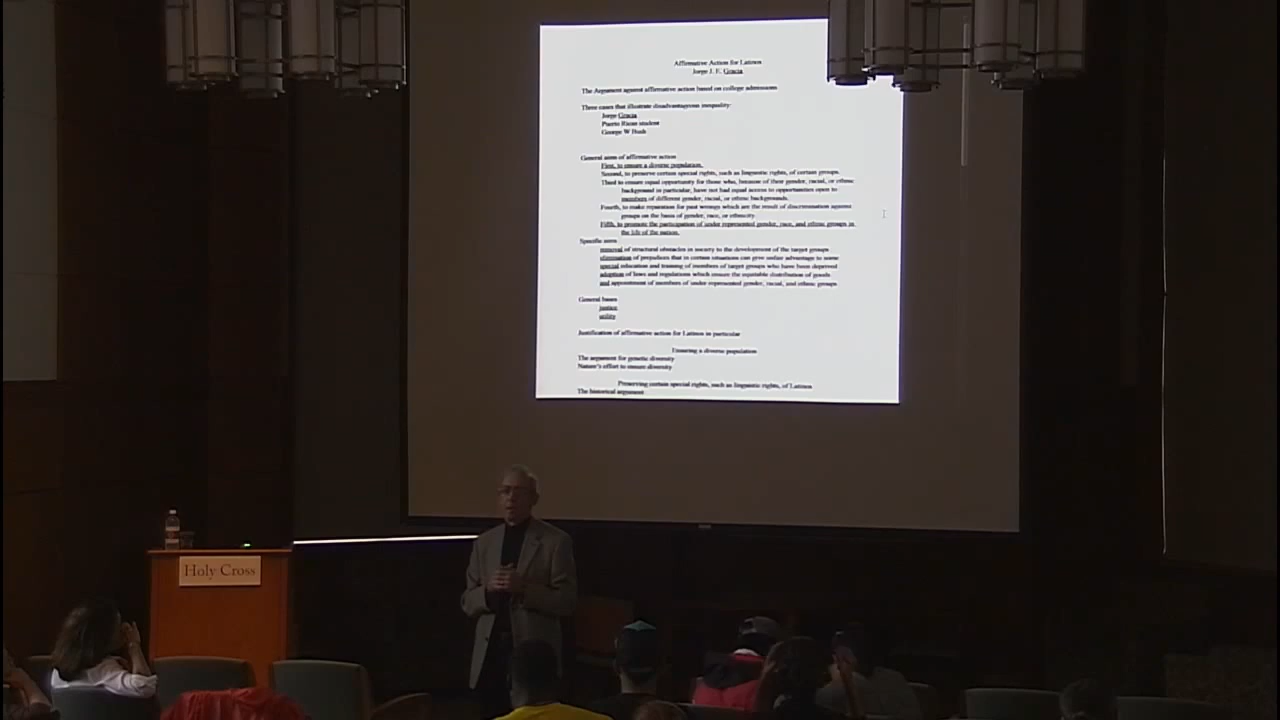 Affirmative Action for Latinos
Jorge J. E. Gracia
The Argument against affirmative action based on college admissions
Three cases that illustrate disadvantageous inequality:
Jorge Gracia
Puerto Rican student
George W Bush
General aims of affirmative action
First, to ensure a diverse population.
Second, to preserve certain special rights, such as linguistic rights, of certain groups.
Third to ensure equal opportunity for those who, because of their gender, racial, or ethnic
background in particular, have not had equal access to opportunities open to
members of different gender, racial, or ethnic backgrounds.
Fourth, to make reparation for past wrongs which are the result of discrimination against
groups on the basis of gender, race, or ethnicity.
Fifth, to promote the participation of under represented gender, race, and ethnic groups in
the life of the nation.
Specific aims
removal of structural obstacles in society to the development of the target groups
elimination of prejudices that in certain situations can give unfair advantage to some
special education and training of members of target groups who have been deprived
adoption of laws and regulations which ensure the equitable distribution of goods
and appointment of members of under represented gender, racial, and ethnic groups
General bases
justice
utility
Justification of affirmative action for Latinos in particular
Ensuring a diverse population
The argument for genetic diversity
Nature's effort to ensure diversity
Preserving certain special rights, such as linguistic rights, of Latinos
The historical argument
Holy Cross